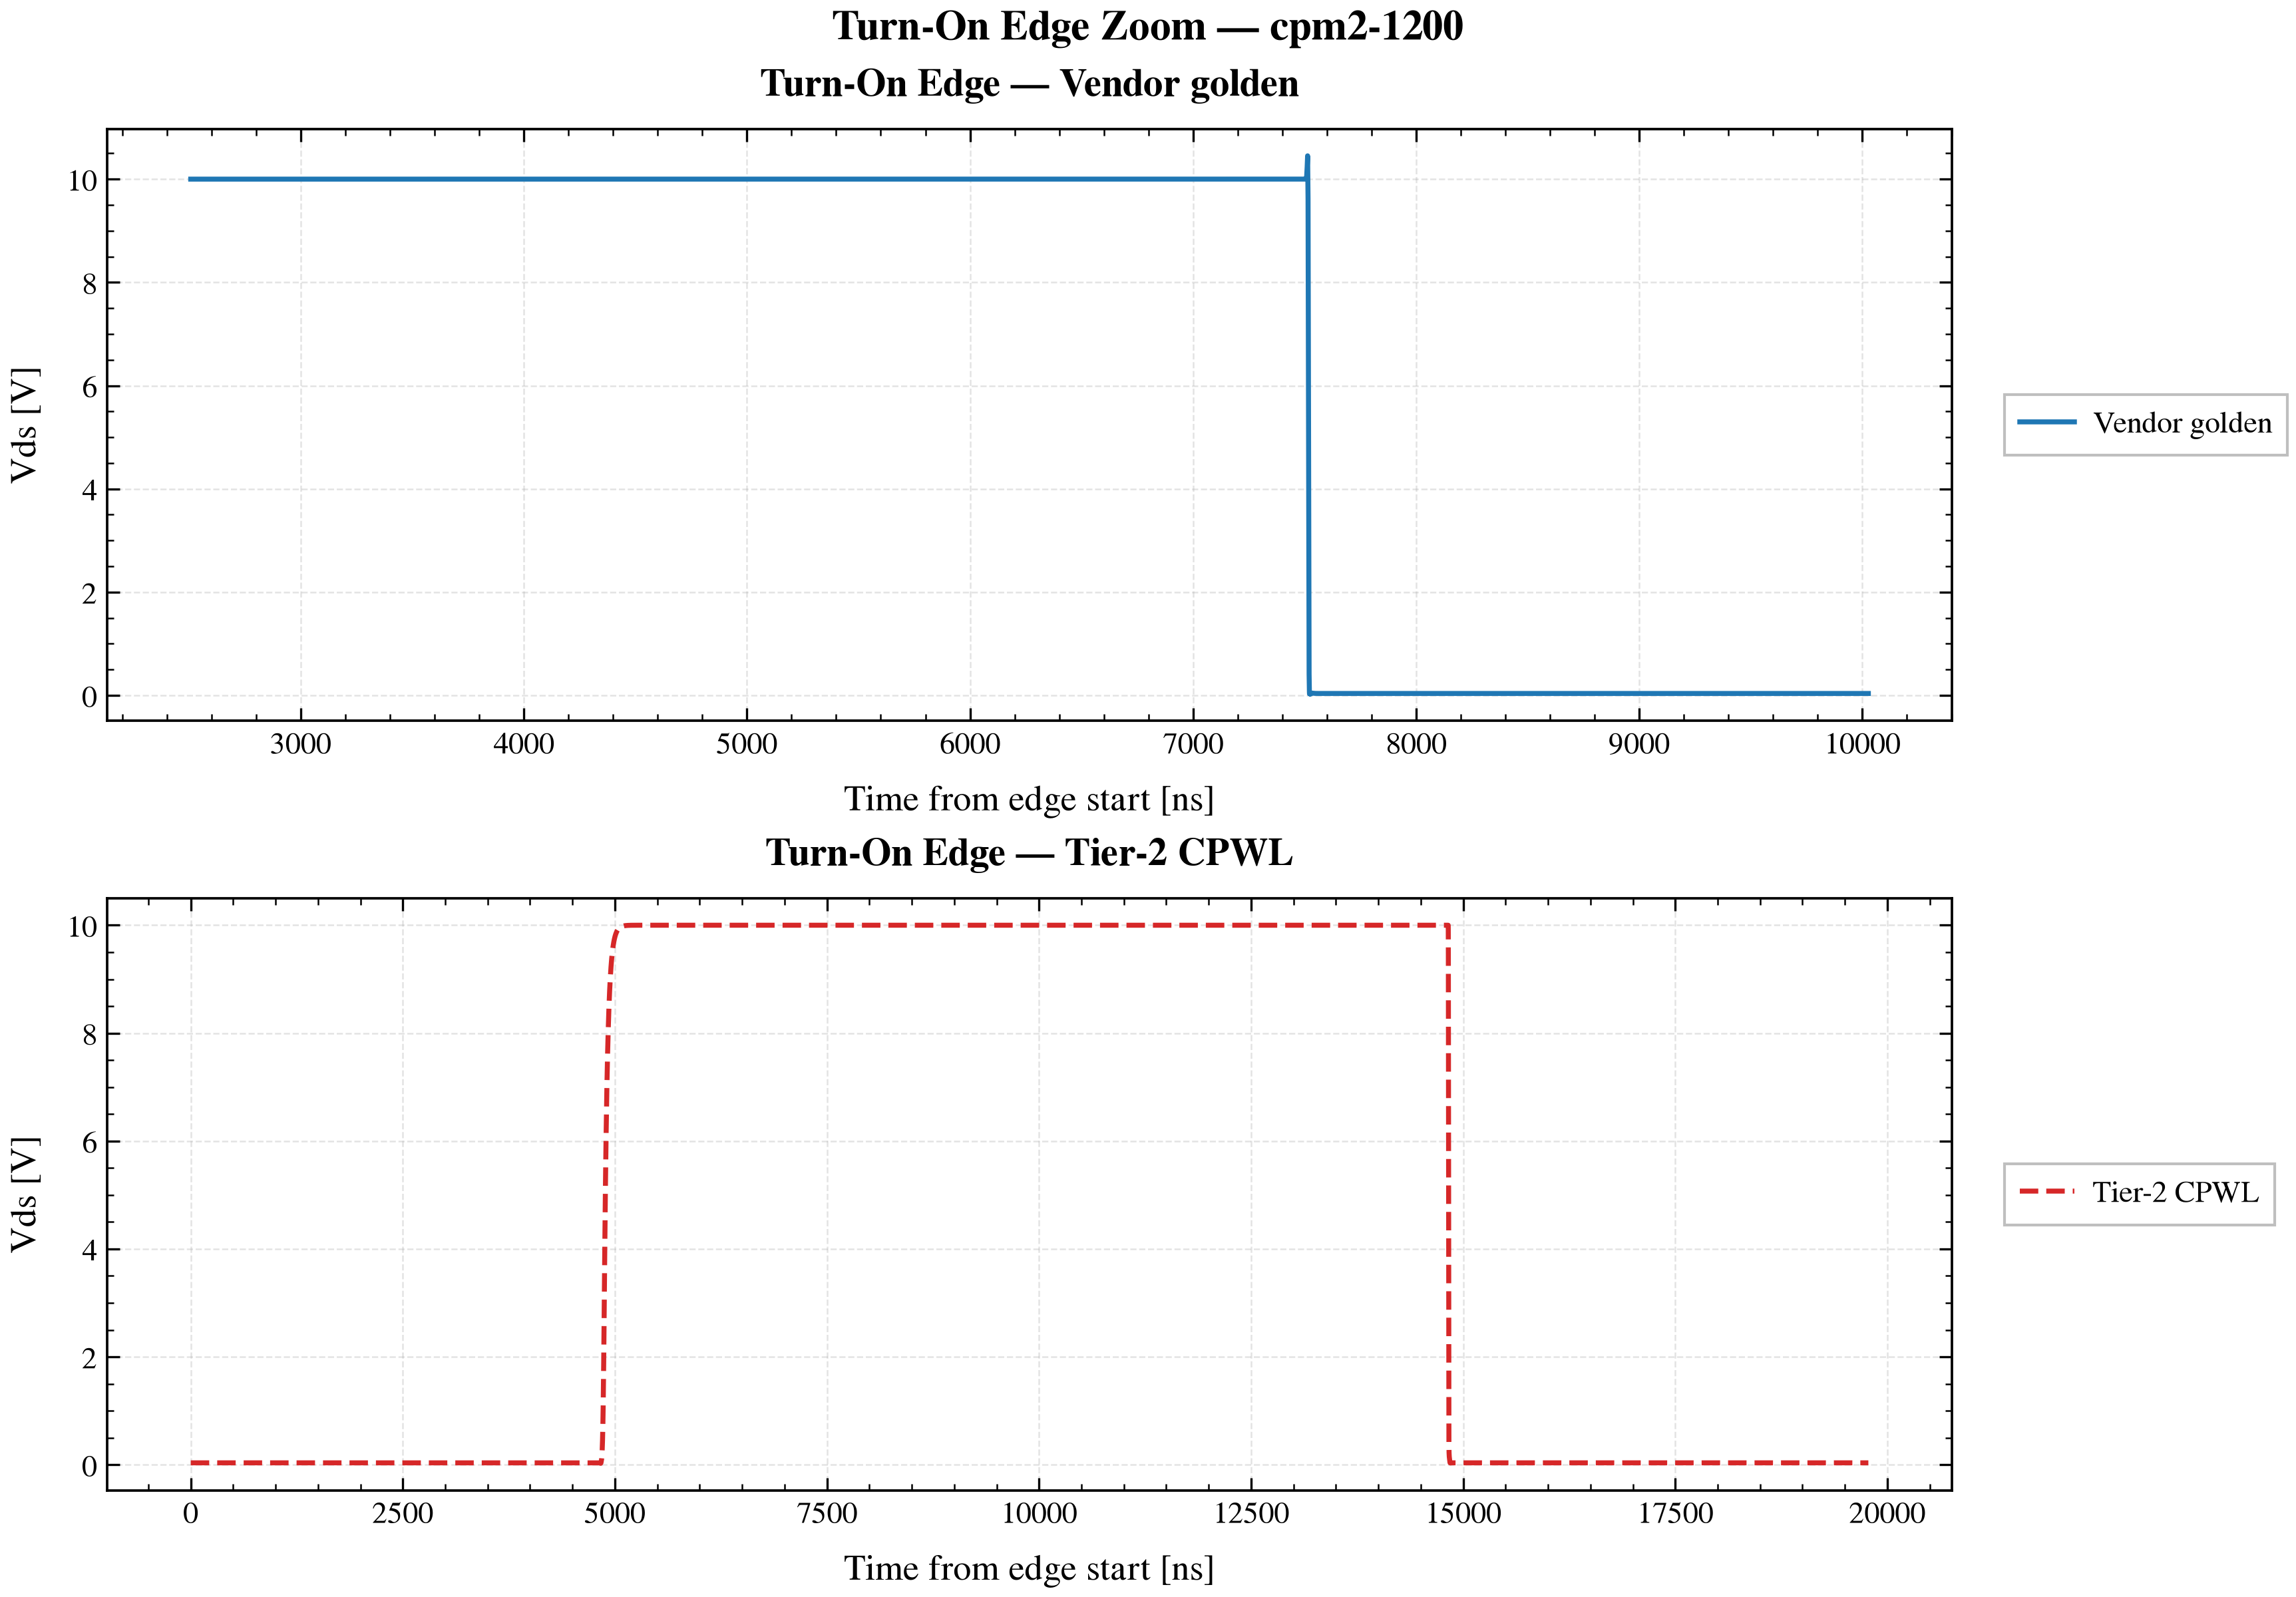 Turn-On Edge Zoom — cpm2-1200
Turn-On Edge — Vendor golden
10
8
6
4
2
0
Vds [V]
3000 4000 5000 6000 7000 8000 9000 10000
Time from edge start [ns]
Vendor golden
Turn-On Edge — Tier-2 CPWL
10
8
6
4
2
0
Vds [V]
0 2500 5000 7500 10000 12500 15000 17500 20000
Time from edge start [ns]
Tier-2 CPWL